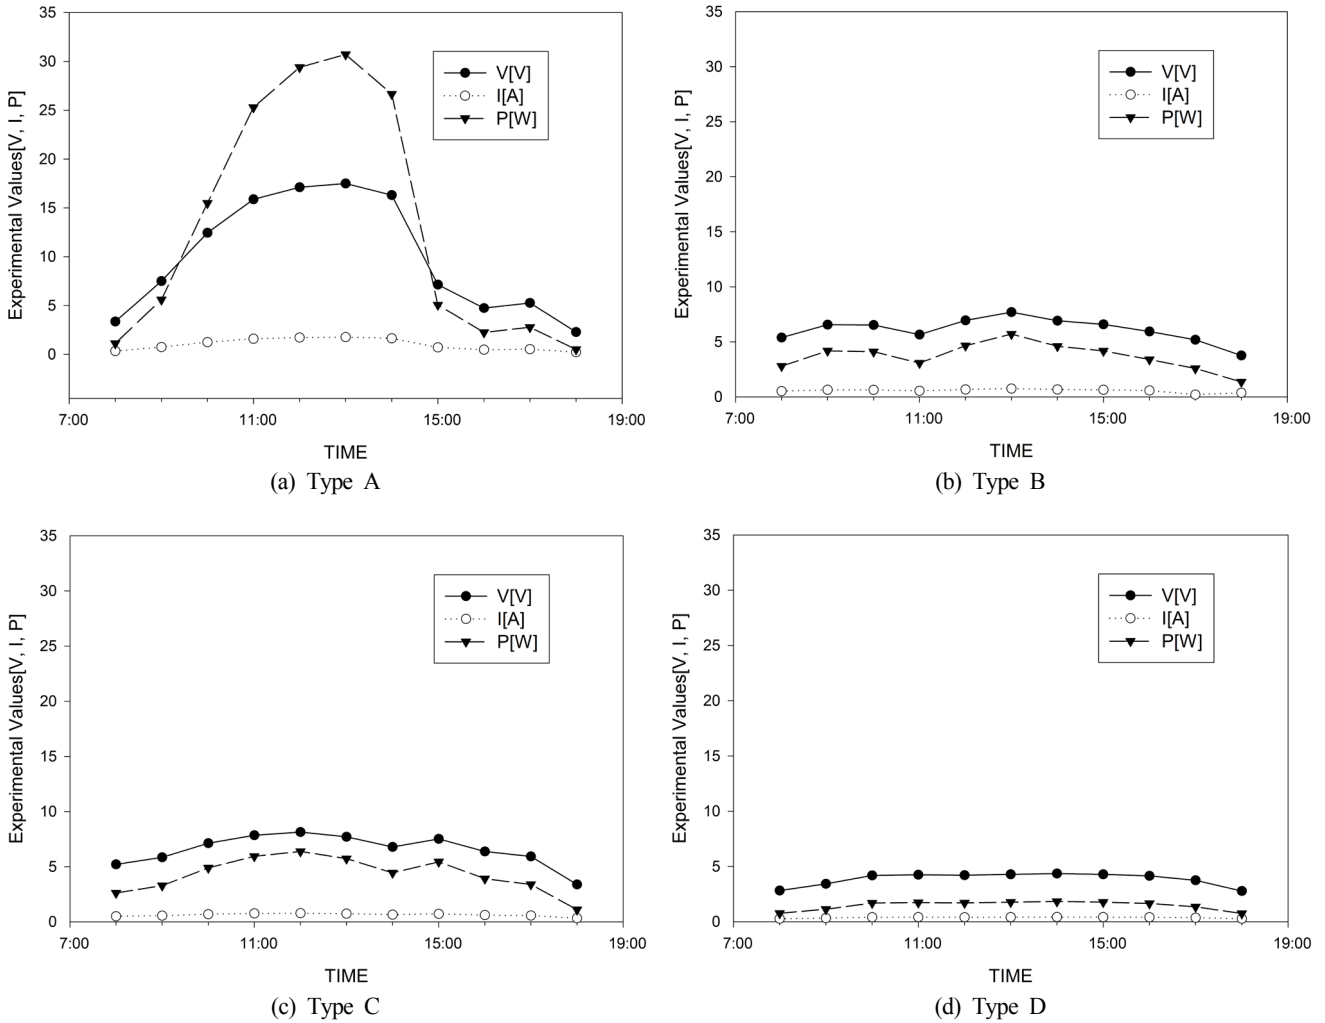 35
30
25
20
15
10
5
0
Experimental Values[V, I, P]
V[V]
I[A]
P[W]
7:00 11:00 15:00 19:00
TIME
(a) Type A
35
30
25
20
15
10
5
0
Experimental Values[V, I, P]
V[V]
I[A]
P[W]
7:00 11:00 15:00 19:00
TIME
(b) Type B
35
30
25
20
15
10
5
0
Experimental Values[V, I, P]
V[V]
I[A]
P[W]
7:00 11:00 15:00 19:00
TIME
(c) Type C
35
30
25
20
15
10
5
0
Experimental Values[V, I, P]
V[V]
I[A]
P[W]
7:00 11:00 15:00 19:00
TIME
(d) Type D